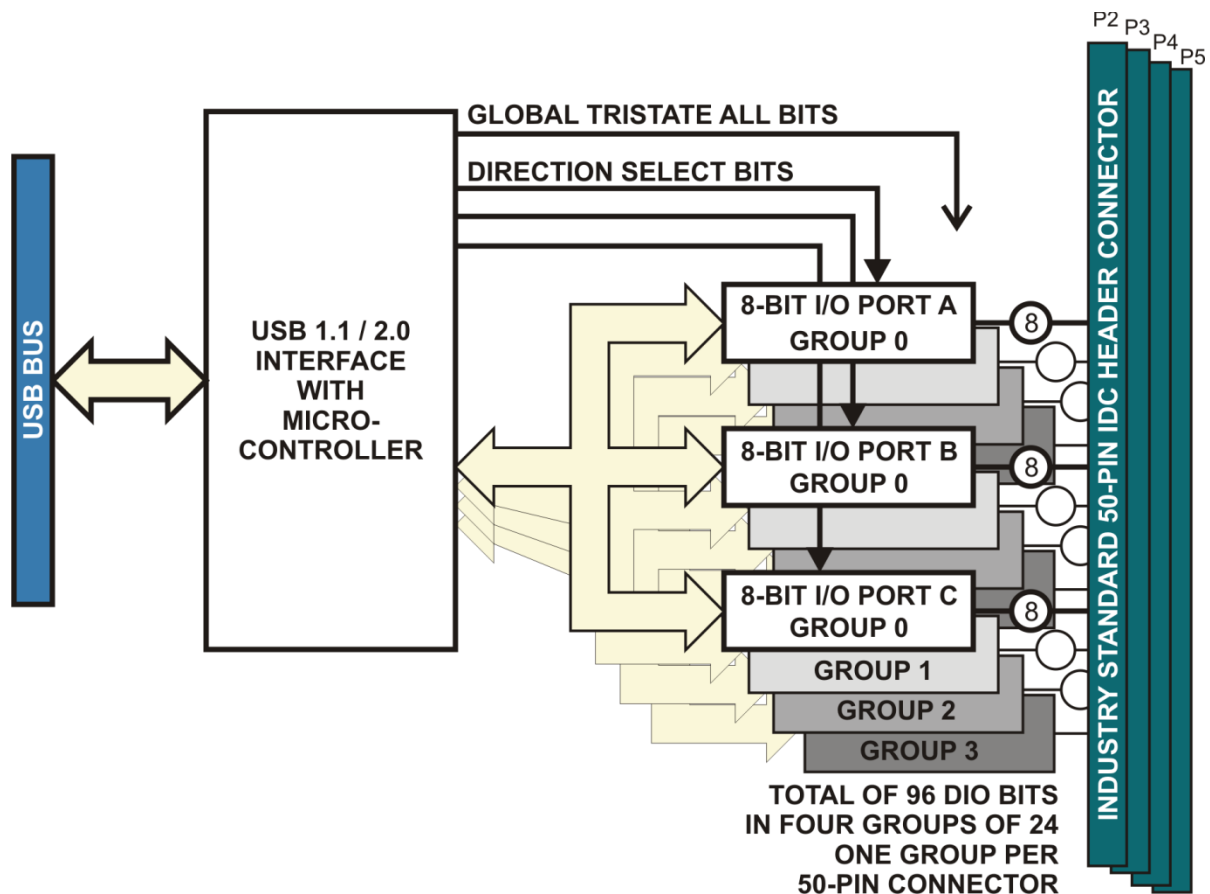 P2
P3
P4
P5
GLOBAL TRISTATE ALL BITS
DIRECTION SELECT BITS
USB BUS
USB 1.1 / 2.0
INTERFACE
WITH
MICRO-
CONTROLLER
8-BIT I/O PORT A
GROUP 0
8
8-BIT I/O PORT B
GROUP 0
8
8-BIT I/O PORT C
GROUP 0
8
GROUP 1
GROUP 2
GROUP 3
INDUSTRY STANDARD 50-PIN IDC HEADER CONNECTOR
TOTAL OF 96 DIO BITS
IN FOUR GROUPS OF 24
ONE GROUP PER
50-PIN CONNECTOR